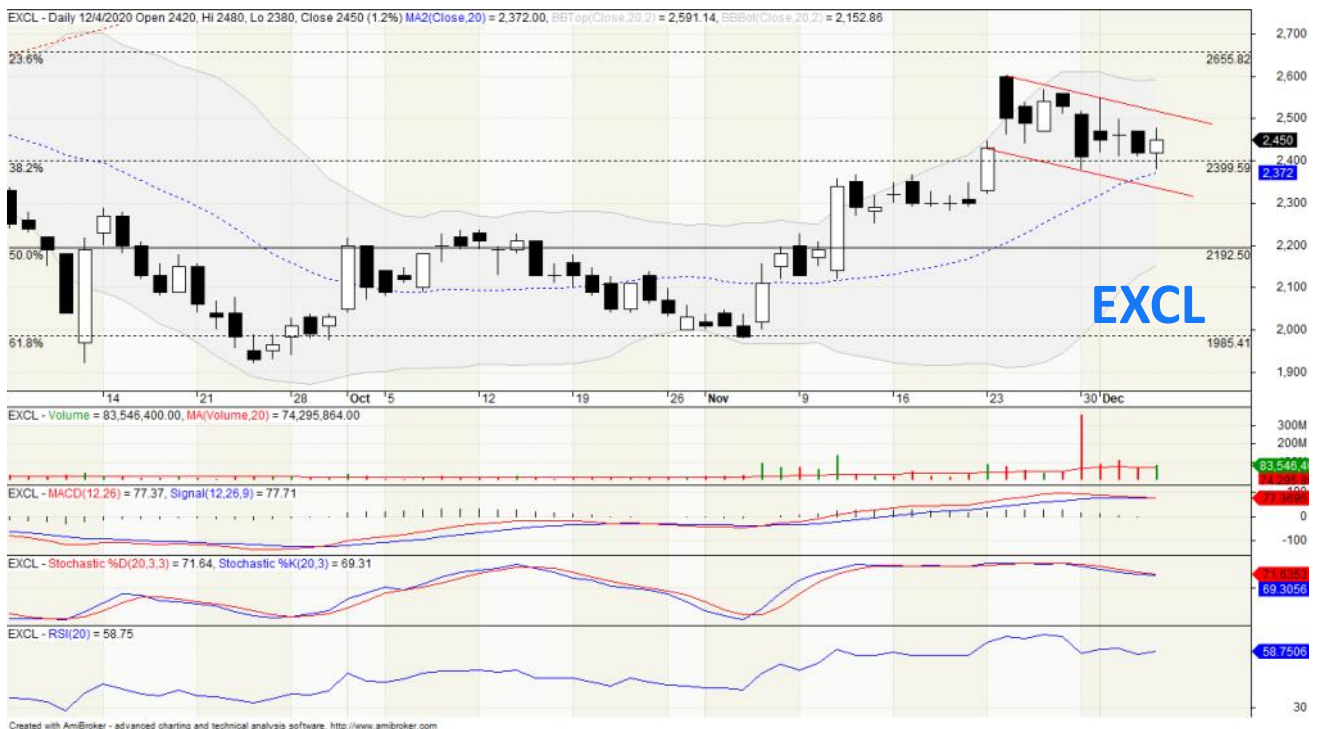 EXCL - Daily 12/4/2020 Open 2420, Hi 2480, Lo 2380, Close 2450 (1.2%) MA2(Close,20) = 2,372.00, BBTop(Close,20,2) = 2,591.14, BBBot(Close,20,2) = 2,152.86
2,700
23.6% 2655.82
2,600
2,500
2,450
2,400
38.2% 2399.59
2,372
2,300
2,200
50.0% 2192.50
2,100
EXCL
2,000
61.8% 1985.41
1,900
14 21 28 Oct 5 12 19 26 Nov 9 16 23 30 Dec
EXCL - Volume = 83,546,400.00, MA(Volume,20) = 74,295,864.00
300M
200M
83,546,4
EXCL - MACD(12,26) = 77.37, Signal(12,26,9) = 77.71
77.3695
0
-100
EXCL - Stochastic %D(20,3,3) = 71.64, Stochastic %K(20,3) = 69.31
71.6353
69.3056
EXCL - RSI(20) = 58.75
58.7506
30
Created with AmiBroker - advanced charting and technical analysis software. http://www.amibroker.com